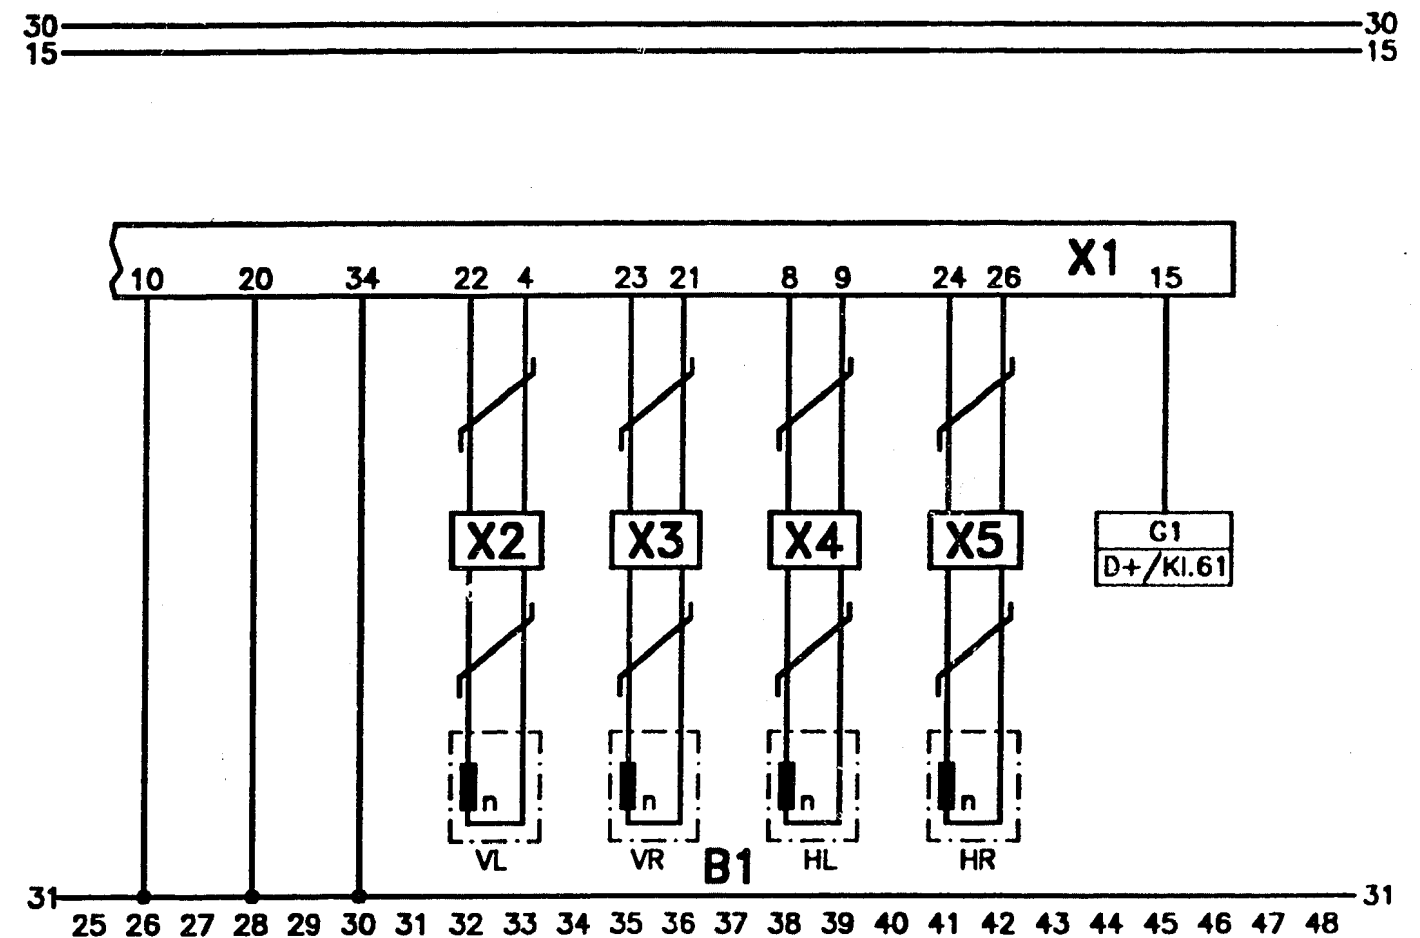 30 30
15 15
X1
10 20 34 22 4 23 21 8 9 24 26 15
X2 X3 X4 X5 G1
D+/Kl.61
n n n n
VL VR B1 HL HR
31 31
25 26 27 28 29 30 31 32 33 34 35 36 37 38 39 40 41 42 43 44 45 46 47 48